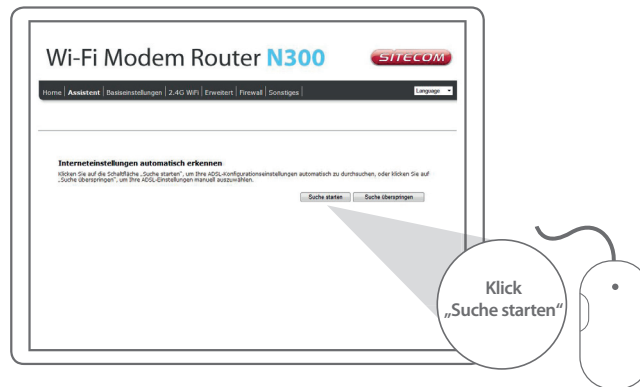 Wi-Fi Modem Router N300
SITECOM
Home | Assistent | Basiseinstellungen | 2.4G WiFi | Erweitert | Firewall | Sonstiges |
Language
Interneteinstellungen automatisch erkennen
Klicken Sie auf die Schaltfläche „Suche starten“, um Ihre ADSL-Konfigurationseinstellungen automatisch zu durchsuchen, oder klicken Sie auf
„Suche überspringen“, um Ihre ADSL-Einstellungen manuell auszuwählen.
Suche starten Suche überspringen
Klick
„Suche starten“